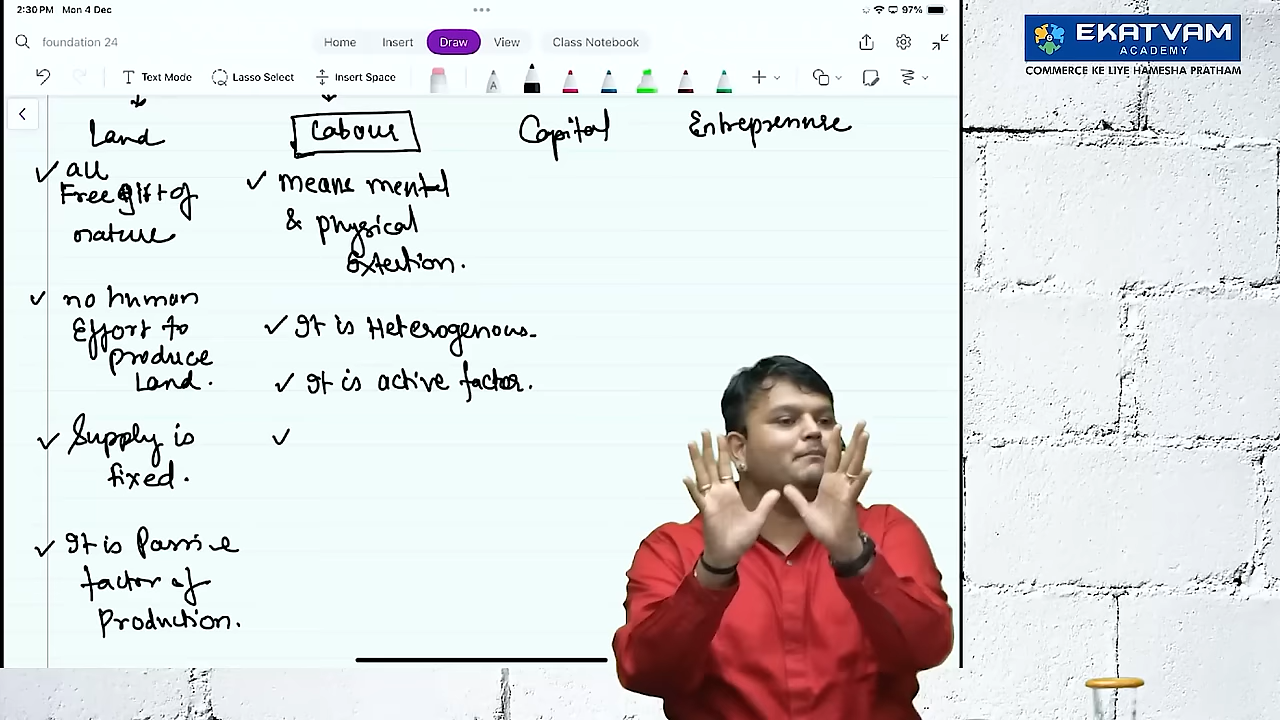 2:30 PM Mon 4 Dec
97%
EKATVAM
ACADEMY
COMMERCE KE LIYE HAMESHA PRATHAM
foundation 24
Home Insert Draw View Class Notebook
Text Mode Lasso Select Insert Space
Land
all
Free gift of
nature
no human
Effort to
produce
Land.
Supply is
fixed.
It is Passive
factor of
Production.
Labour
means mental
& physical
Extertion.
It is Heterogenous.
It is active factor.
Capital
Entreprenure